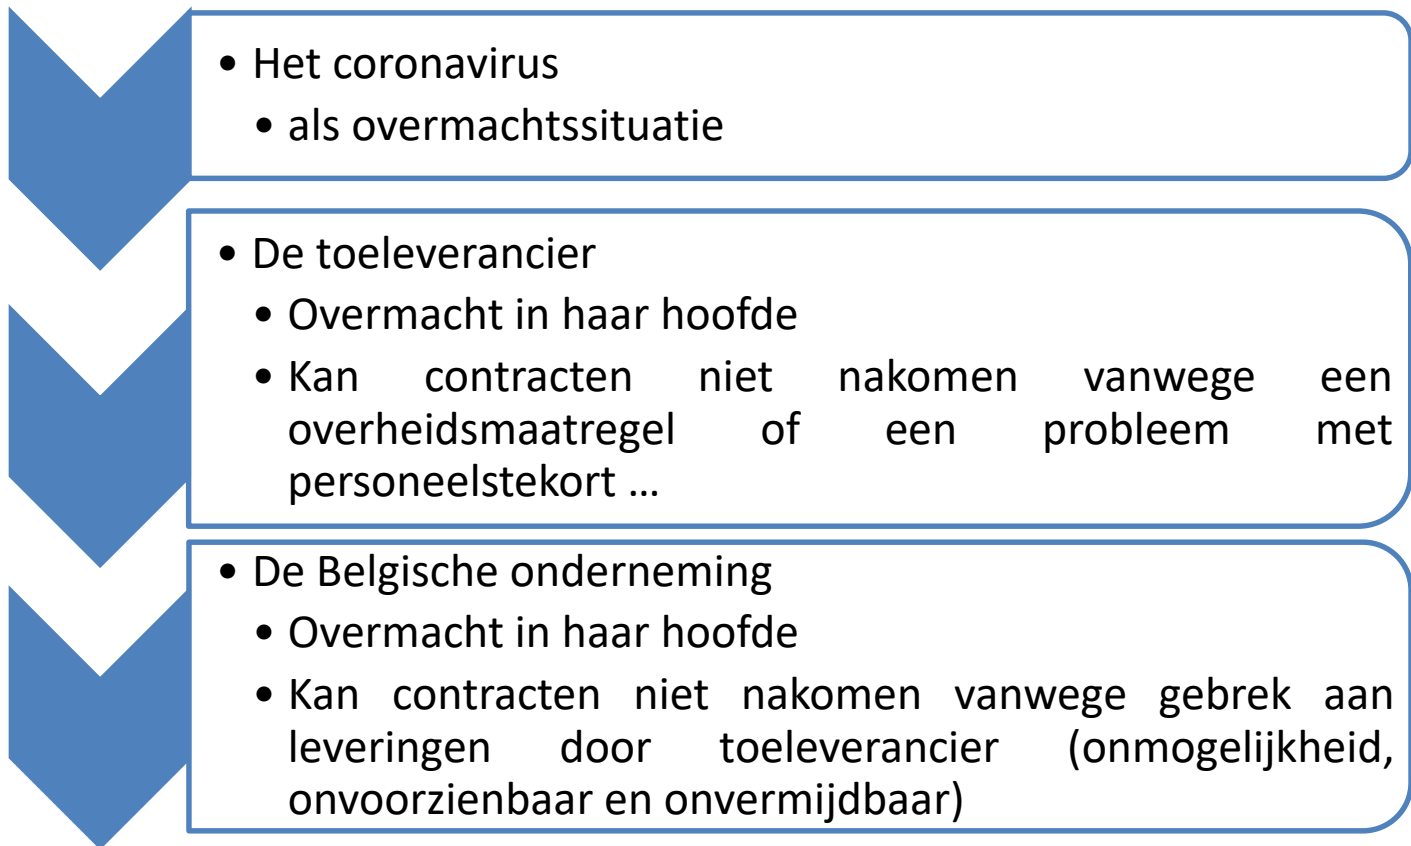 • Het coronavirus
• als overmachtssituatie
• De toeleverancier
• Overmacht in haar hoofde
• Kan contracten niet nakomen vanwege een
overheidsmaatregel of een probleem met
personeelstekort …
• De Belgische onderneming
• Overmacht in haar hoofde
• Kan contracten niet nakomen vanwege gebrek aan
leveringen door toeleverancier (onmogelijkheid,
onvoorzienbaar en onvermijdbaar)